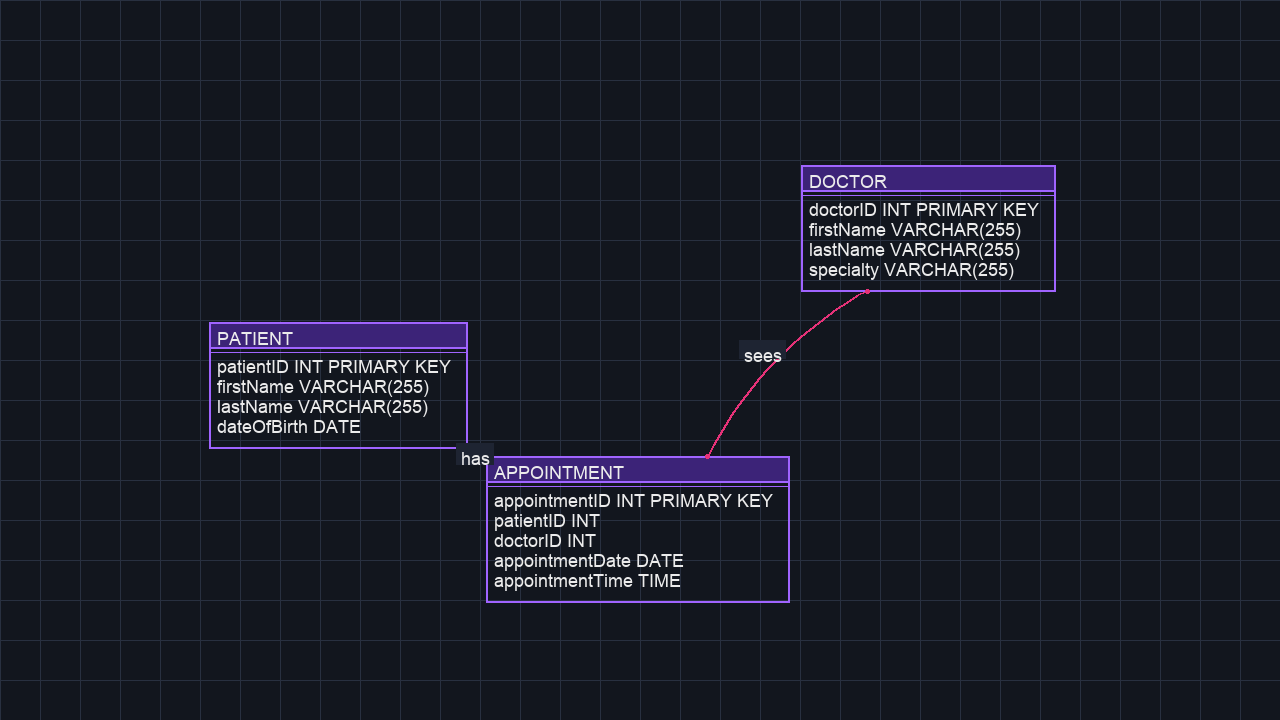 DOCTOR
doctorID INT PRIMARY KEY
firstName VARCHAR(255)
lastName VARCHAR(255)
specialty VARCHAR(255)
sees
PATIENT
patientID INT PRIMARY KEY
firstName VARCHAR(255)
lastName VARCHAR(255)
dateOfBirth DATE
has
APPOINTMENT
appointmentID INT PRIMARY KEY
patientID INT
doctorID INT
appointmentDate DATE
appointmentTime TIME